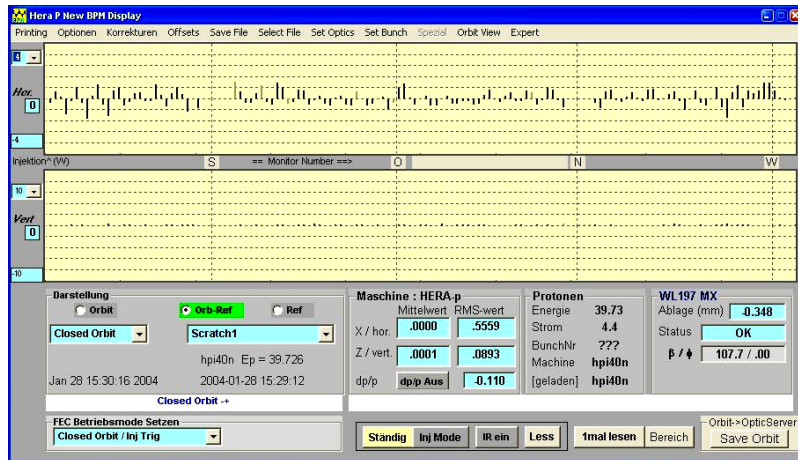 Hera P New BPM Display
Printing Optionen Korrekturen Offsets Save File Select File Set Optics Set Bunch Spezial Orbit View Expert
4
Hor.
0
-4
Injektion^ (W) S == Monitor Number ==> O N W
10
Vert
0
-10
Darstellung
Orbit Orb-Ref Ref
Closed Orbit Scratch1
hpi40n Ep = 39.726
Jan 28 15:30:16 2004 2004-01-28 15:29:12
Closed Orbit -+
FEC Betriebsmode Setzen
Closed Orbit / Inj Trig
Maschine : HERA-p
Mittelwert RMS-wert
X / hor. .0000 .5559
Z / vert. .0001 .0893
dp/p dp/p Aus -0.110
Protonen
Energie 39.73
Strom 4.4
BunchNr ???
Machine hpi40n
[geladen] hpi40n
WL197 MX
Ablage (mm) -0.348
Status OK
β / ϕ 107.7 / .00
Ständig Inj Mode IR ein Less 1mal lesen Bereich
Orbit->OpticServer
Save Orbit